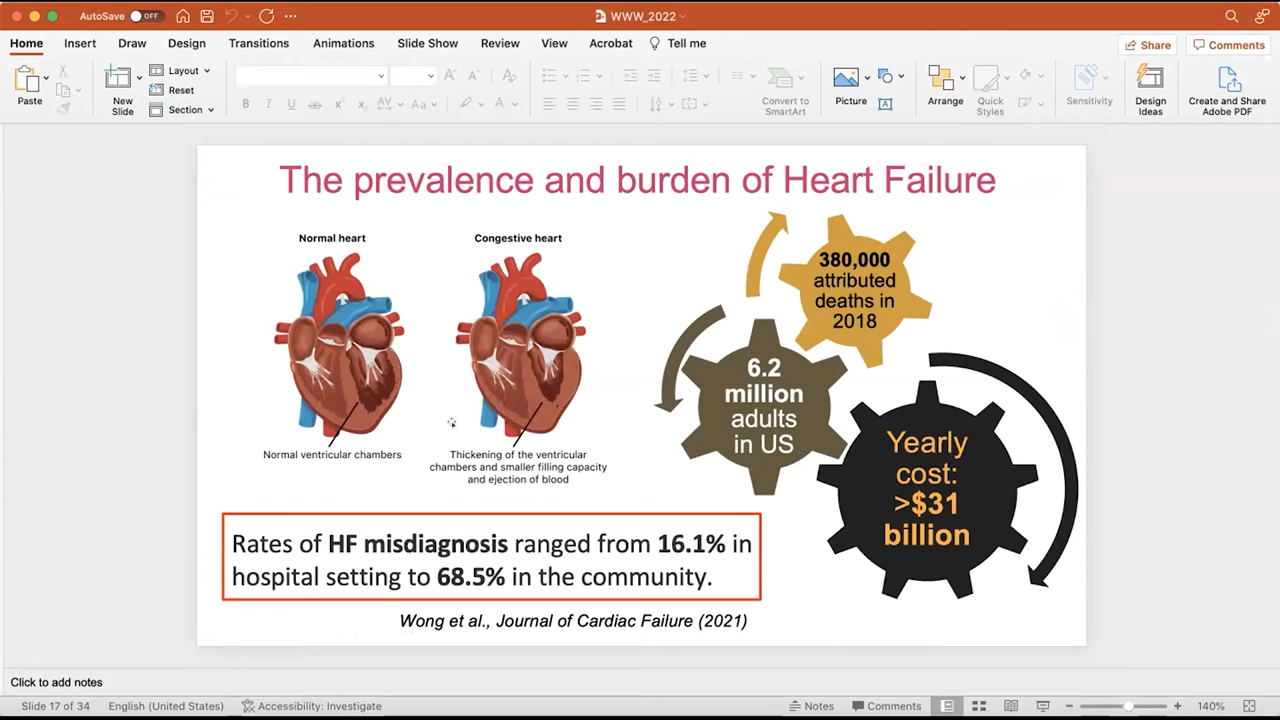 AutoSave OFF
WWW_2022
Home Insert Draw Design Transitions Animations Slide Show Review View Acrobat Tell me
Share Comments
Paste
New
Slide
Layout
Reset
Section
Convert to
SmartArt
Picture
Arrange
Quick
Styles
Sensitivity
Design
Ideas
Create and Share
Adobe PDF
The prevalence and burden of Heart Failure
Normal heart
Normal ventricular chambers
Congestive heart
Thickening of the ventricular
chambers and smaller filling capacity
and ejection of blood
380,000
attributed
deaths in
2018
6.2
million
adults
in US
Yearly
cost:
>$31
billion
Rates of HF misdiagnosis ranged from 16.1% in
hospital setting to 68.5% in the community.
Wong et al., Journal of Cardiac Failure (2021)
Click to add notes
Slide 17 of 34 English (United States) Accessibility: Investigate Notes Comments 140%